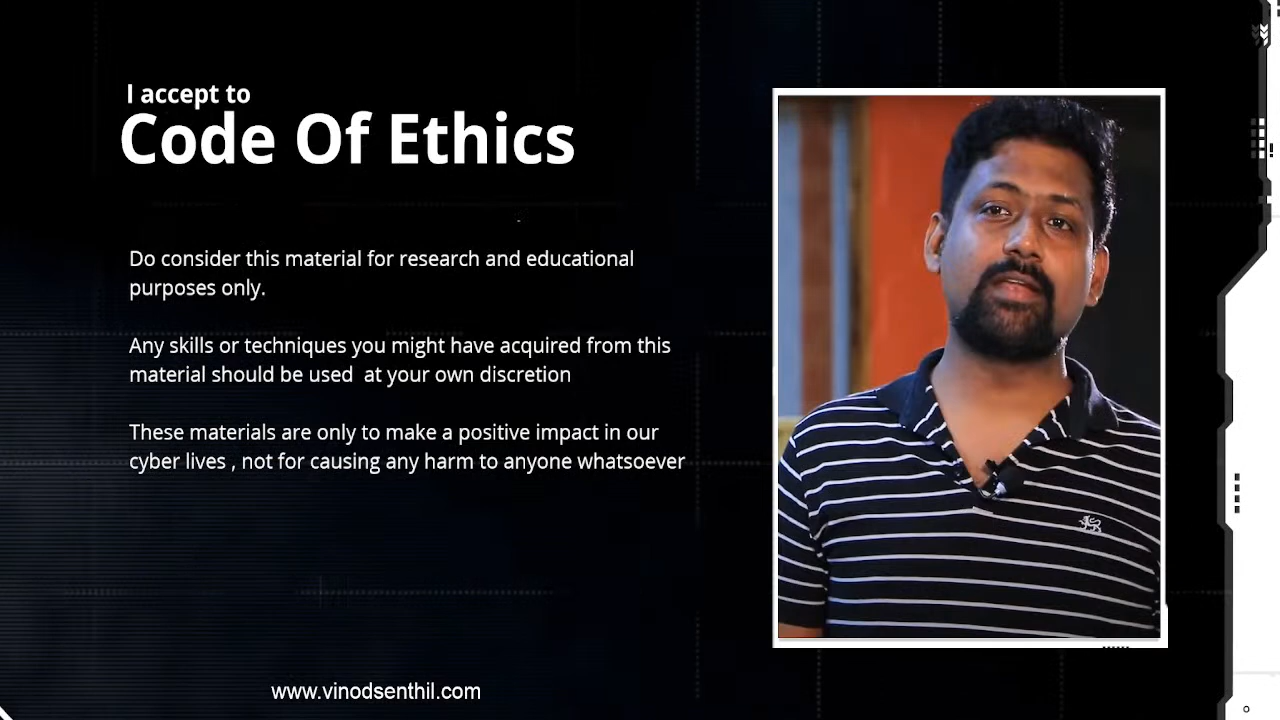 I accept to
Code Of Ethics
Do consider this material for research and educational
purposes only.
Any skills or techniques you might have acquired from this
material should be used  at your own discretion
These materials are only to make a positive impact in our
cyber lives , not for causing any harm to anyone whatsoever
www.vinodsenthil.com